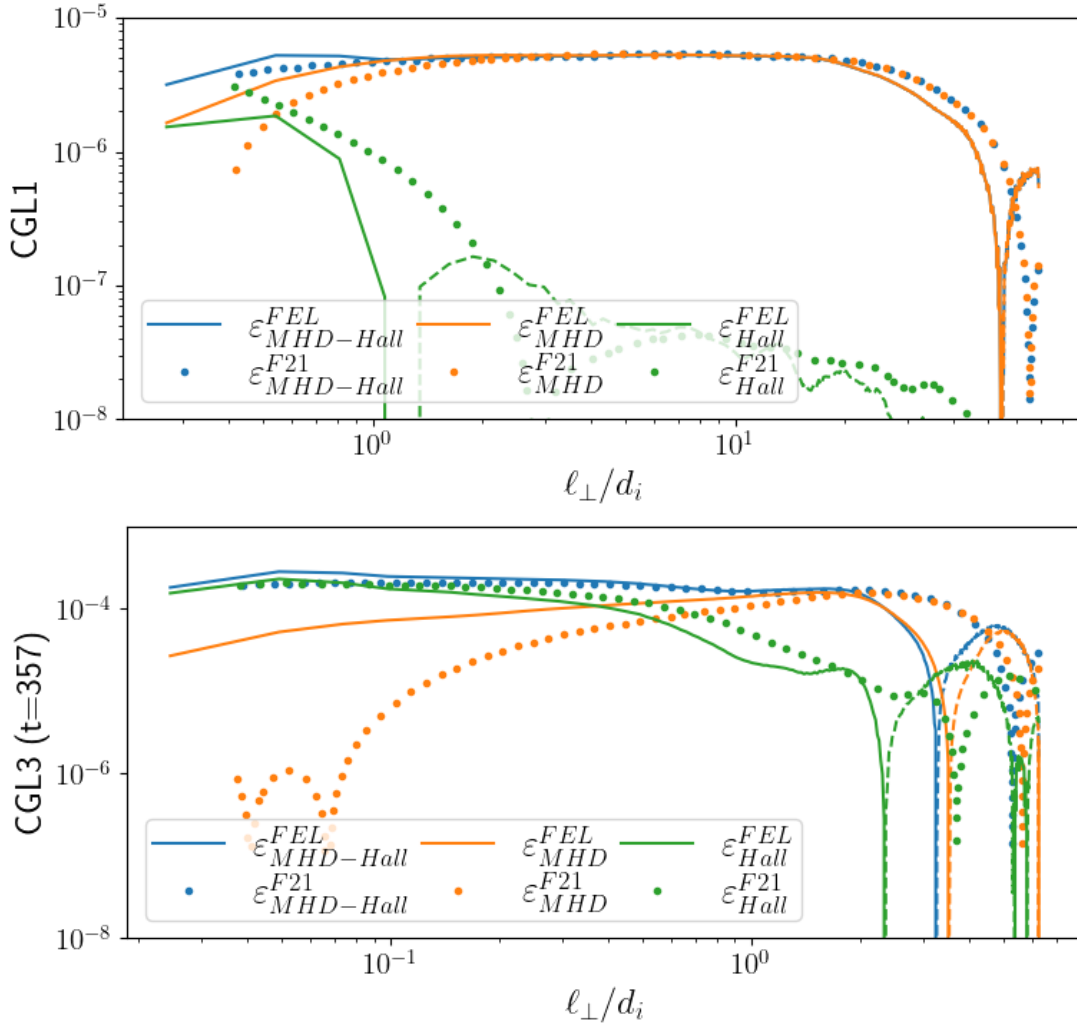 CGL1
10^{-5}
10^{-6}
10^{-7}
10^{-8}
ε^{FEL}_{MHD−Hall} ε^{FEL}_{MHD} ε^{FEL}_{Hall}
ε^{F21}_{MHD−Hall} ε^{F21}_{MHD} ε^{F21}_{Hall}
10^{0} 10^{1}
ℓ_⊥/d_i
CGL3 (t=357)
10^{-4}
10^{-6}
10^{-8}
ε^{FEL}_{MHD−Hall} ε^{FEL}_{MHD} ε^{FEL}_{Hall}
ε^{F21}_{MHD−Hall} ε^{F21}_{MHD} ε^{F21}_{Hall}
10^{-1} 10^{0}
ℓ_⊥/d_i